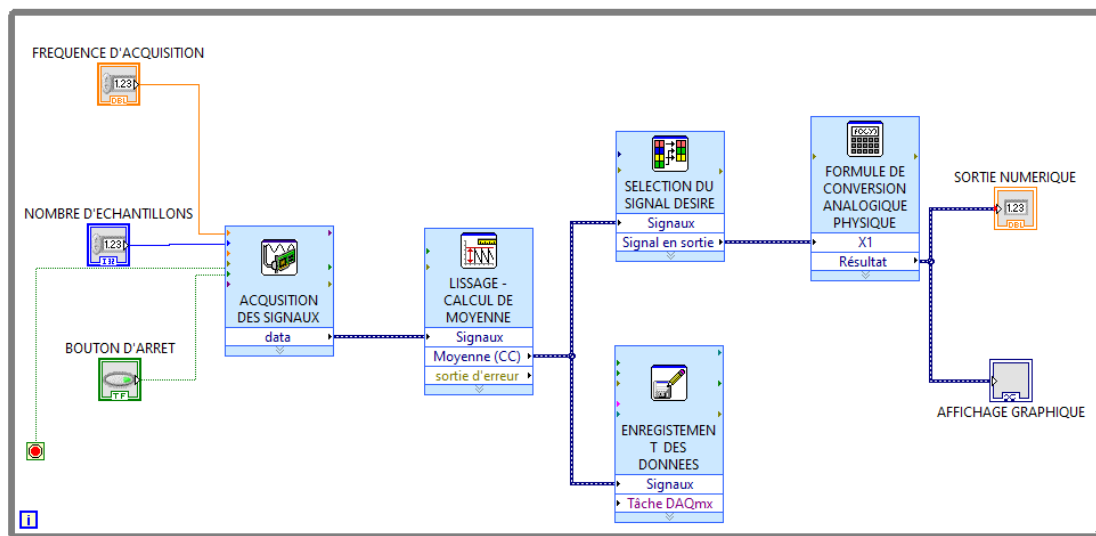 FREQUENCE D'ACQUISITION
1.23
DBL
NOMBRE D'ECHANTILLONS
1.23
I32
ACQUSITION
DES SIGNAUX
data
BOUTON D'ARRET
TF
i
LISSAGE -
CALCUL DE
MOYENNE
Signaux
Moyenne (CC)
sortie d'erreur
SELECTION DU
SIGNAL DESIRE
Signaux
Signal en sortie
ENREGISTEMEN
T DES
DONNEES
Signaux
Tâche DAQmx
f(x,y)
FORMULE DE
CONVERSION
ANALOGIQUE
PHYSIQUE
X1
Résultat
SORTIE NUMERIQUE
1.23
DBL
AFFICHAGE GRAPHIQUE